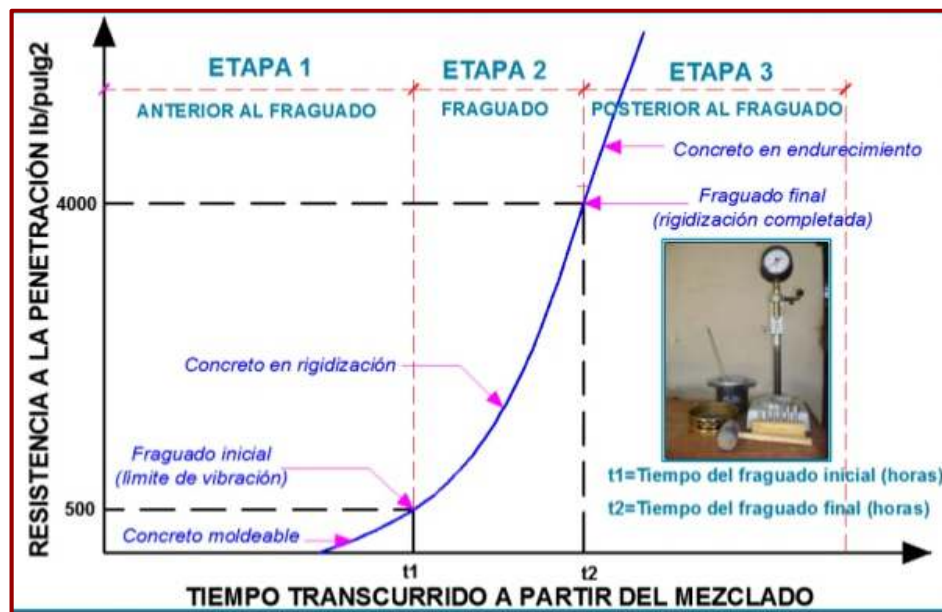 RESISTENCIA A LA PENETRACIÓN lb/pulg2
ETAPA 1
ETAPA 2
ETAPA 3
ANTERIOR AL FRAGUADO
FRAGUADO
POSTERIOR AL FRAGUADO
Concreto en endurecimiento
4000
Fraguado final
(rigidización completada)
Concreto en rigidización
Fraguado inicial
(límite de vibración)
t1=Tiempo del fraguado inicial (horas)
500
t2=Tiempo del fraguado final (horas)
Concreto moldeable
t1
t2
TIEMPO TRANSCURRIDO A PARTIR DEL MEZCLADO